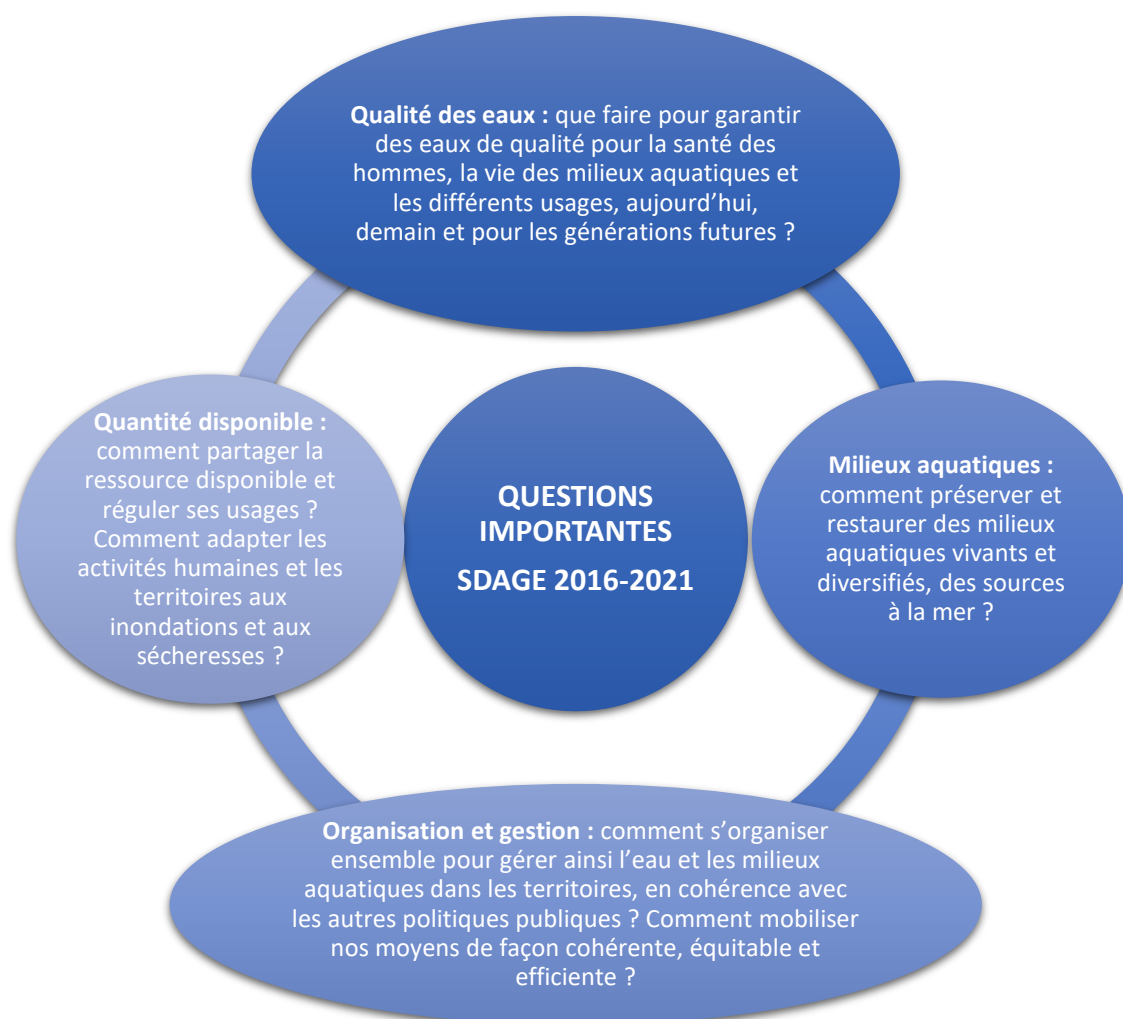 Qualité des eaux : que faire pour garantir
des eaux de qualité pour la santé des
hommes, la vie des milieux aquatiques et
les différents usages, aujourd’hui,
demain et pour les générations futures ?
Quantité disponible :
comment partager la
ressource disponible et
réguler ses usages ?
Comment adapter les
activités humaines et les
territoires aux
inondations et aux
sécheresses ?
QUESTIONS
IMPORTANTES
SDAGE 2016-2021
Milieux aquatiques :
comment préserver et
restaurer des milieux
aquatiques vivants et
diversifiés, des sources
à la mer ?
Organisation et gestion : comment s’organiser
ensemble pour gérer ainsi l’eau et les milieux
aquatiques dans les territoires, en cohérence avec
les autres politiques publiques ? Comment mobiliser
nos moyens de façon cohérente, équitable et
efficiente ?